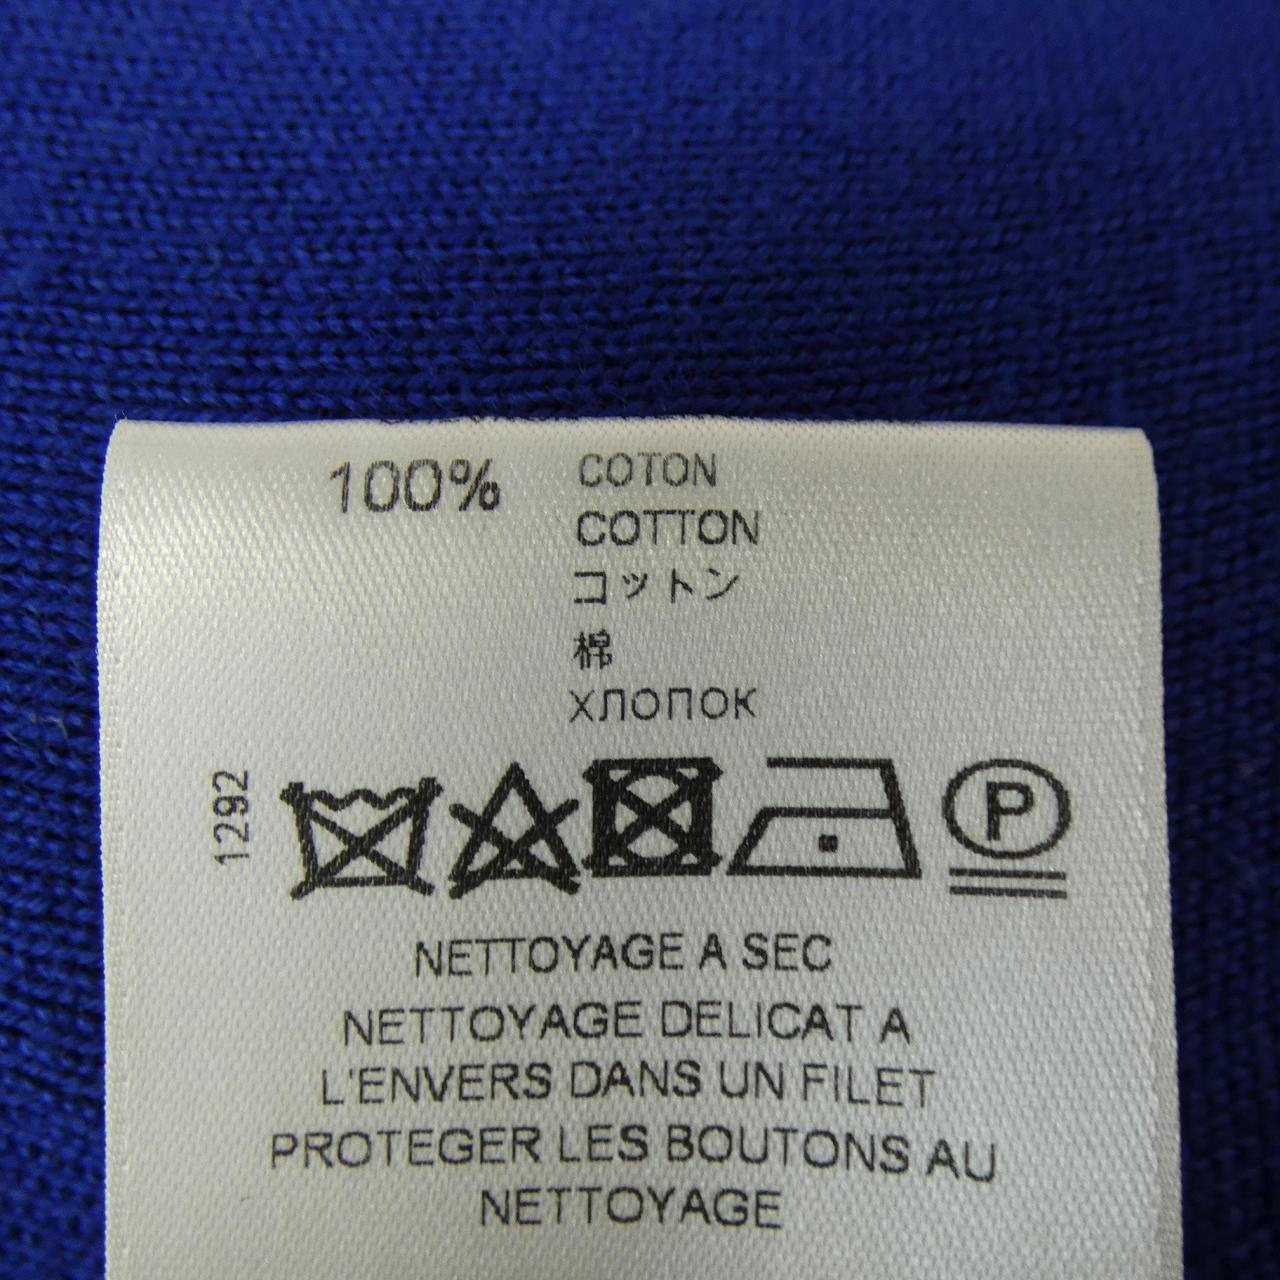 100% COTON
COTTON
コットン
棉
ХЛОПОК
1292
P
NETTOYAGE A SEC
NETTOYAGE DELICAT A
L'ENVERS DANS UN FILET
PROTEGER LES BOUTONS AU
NETTOYAGE